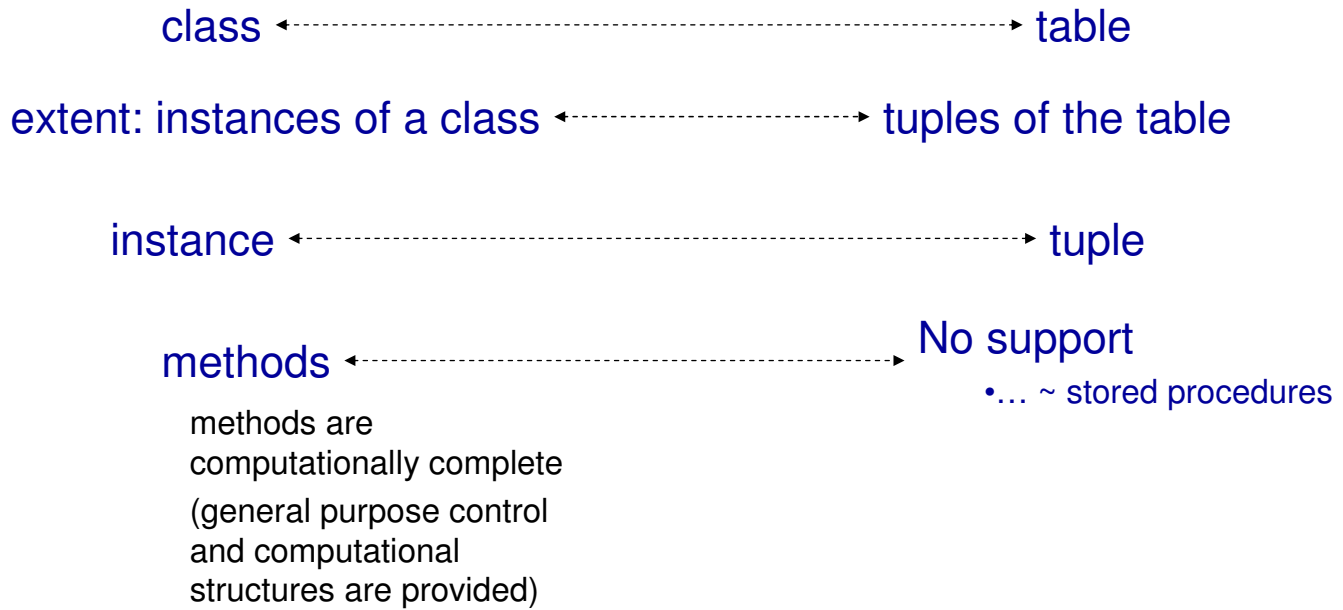 class table
extent: instances of a class tuples of the table
instance tuple
methods No support
•… ~ stored procedures
methods are
computationally complete
(general purpose control
and computational
structures are provided)